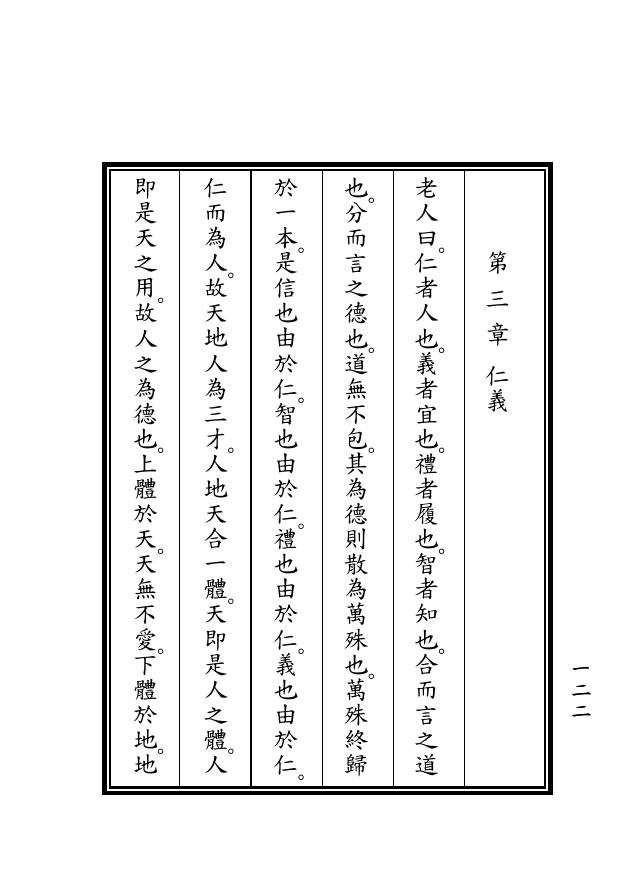 第三章 仁義
老人曰。仁者人也。義者宜也。禮者履也。智者知也。合而言之道
也。分而言之德也。道無不包。其為德則散為萬殊也。萬殊終歸
於一本。是信也由於仁。智也由於仁。禮也由於仁。義也由於仁。
仁而為人。故天地人為三才。人地天合一體。天即是人之體。人
即是天之用。故人之為德也。上體於天。天無不愛。下體於地。地
一二二